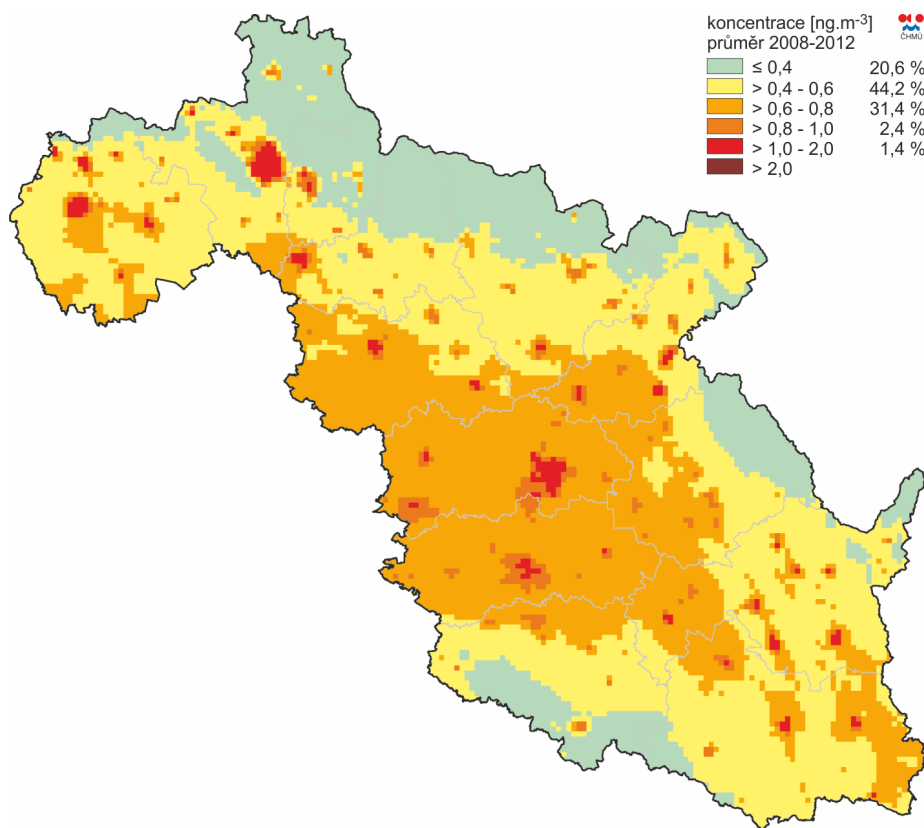 koncentrace [ng.m-3]
průměr 2008-2012
ČHMÚ
≤ 0,4 20,6 %
> 0,4 - 0,6 44,2 %
> 0,6 - 0,8 31,4 %
> 0,8 - 1,0 2,4 %
> 1,0 - 2,0 1,4 %
> 2,0